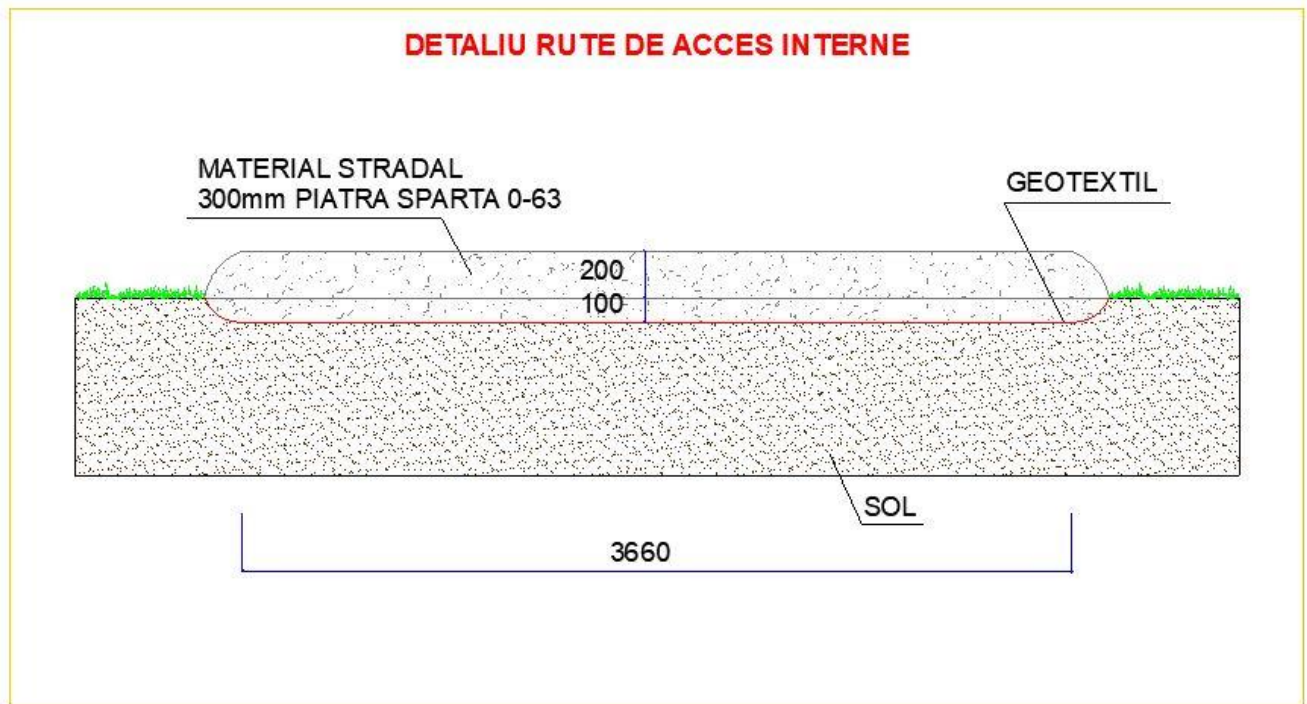 DETALIU RUTE DE ACCES INTERNE
MATERIAL STRADAL
300mm PIATRA SPARTA 0-63
GEOTEXTIL
200
100
SOL
3660